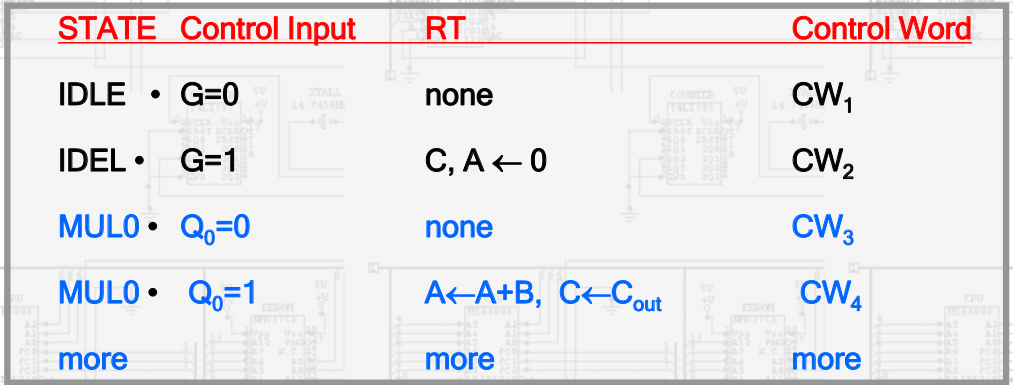 STATE Control Input RT Control Word
IDLE • G=0 none CW₁
IDEL • G=1 C, A ← 0 CW₂
MUL0 • Q₀=0 none CW₃
MUL0 • Q₀=1 A←A+B, C←Cout CW₄
more more more